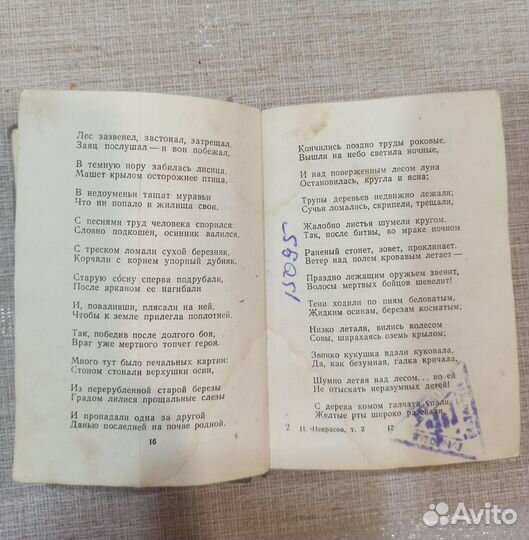 Лес зазвенел, застонал, затрещал,
Заяц послушал — и вон побежал,
В темную нору забилась лисица,
Машет крылом осторожнее птица,
В недоуменьи тащат муравьи
Что ни попало в жилища свои.
С песнями труд человека спорился:
Словно подкошен, осинник валился,
С треском ломали сухой березняк,
Корчили с корнем упорный дубняк,
Старую со́сну сперва подрубали,
После арканом ее нагибали
И, поваливши, плясали на ней,
Чтобы к земле прилегла поплотней.
Так, победив после долгого боя,
Враг уже мертвого топчет героя.
Много тут было печальных картин:
Стоном стонали верхушки осин,
Из перерубленной старой березы
Градом лилися прощальные слезы
И пропадали одна за другой
Данью последней на почве родной.
16
Кончились поздно труды роковые.
Вышли на небо светила ночные,
И над поверженным лесом луна
Остановилась, кругла и ясна;
Трупы деревьев недвижно лежали;
Сучья ломались, скрипели, трещали,
Жалобно листья шумели кругом.
Так, после битвы, во мраке ночном
Раненый стонет, зовет, проклинает.
Ветер над полем кровавым летает —
Праздно лежащим оружьем звенит,
Волосы мертвых бойцов шевелит!
Тени ходили по пням беловатым,
Жидким осинам, березам косматым;
Низко летали, вились колесом
Совы, шарахаясь оземь крылом;
Звонко кукушка вдали куковала,
Да, как безумная, галка кричала,
Шумно летая над лесом... но ей
Не отыскать неразумных детей!
С дерева комом галчата упали,
Желтые рты широко разевали,
2 Н. Некрасов, т. 2 17
15095
Avito